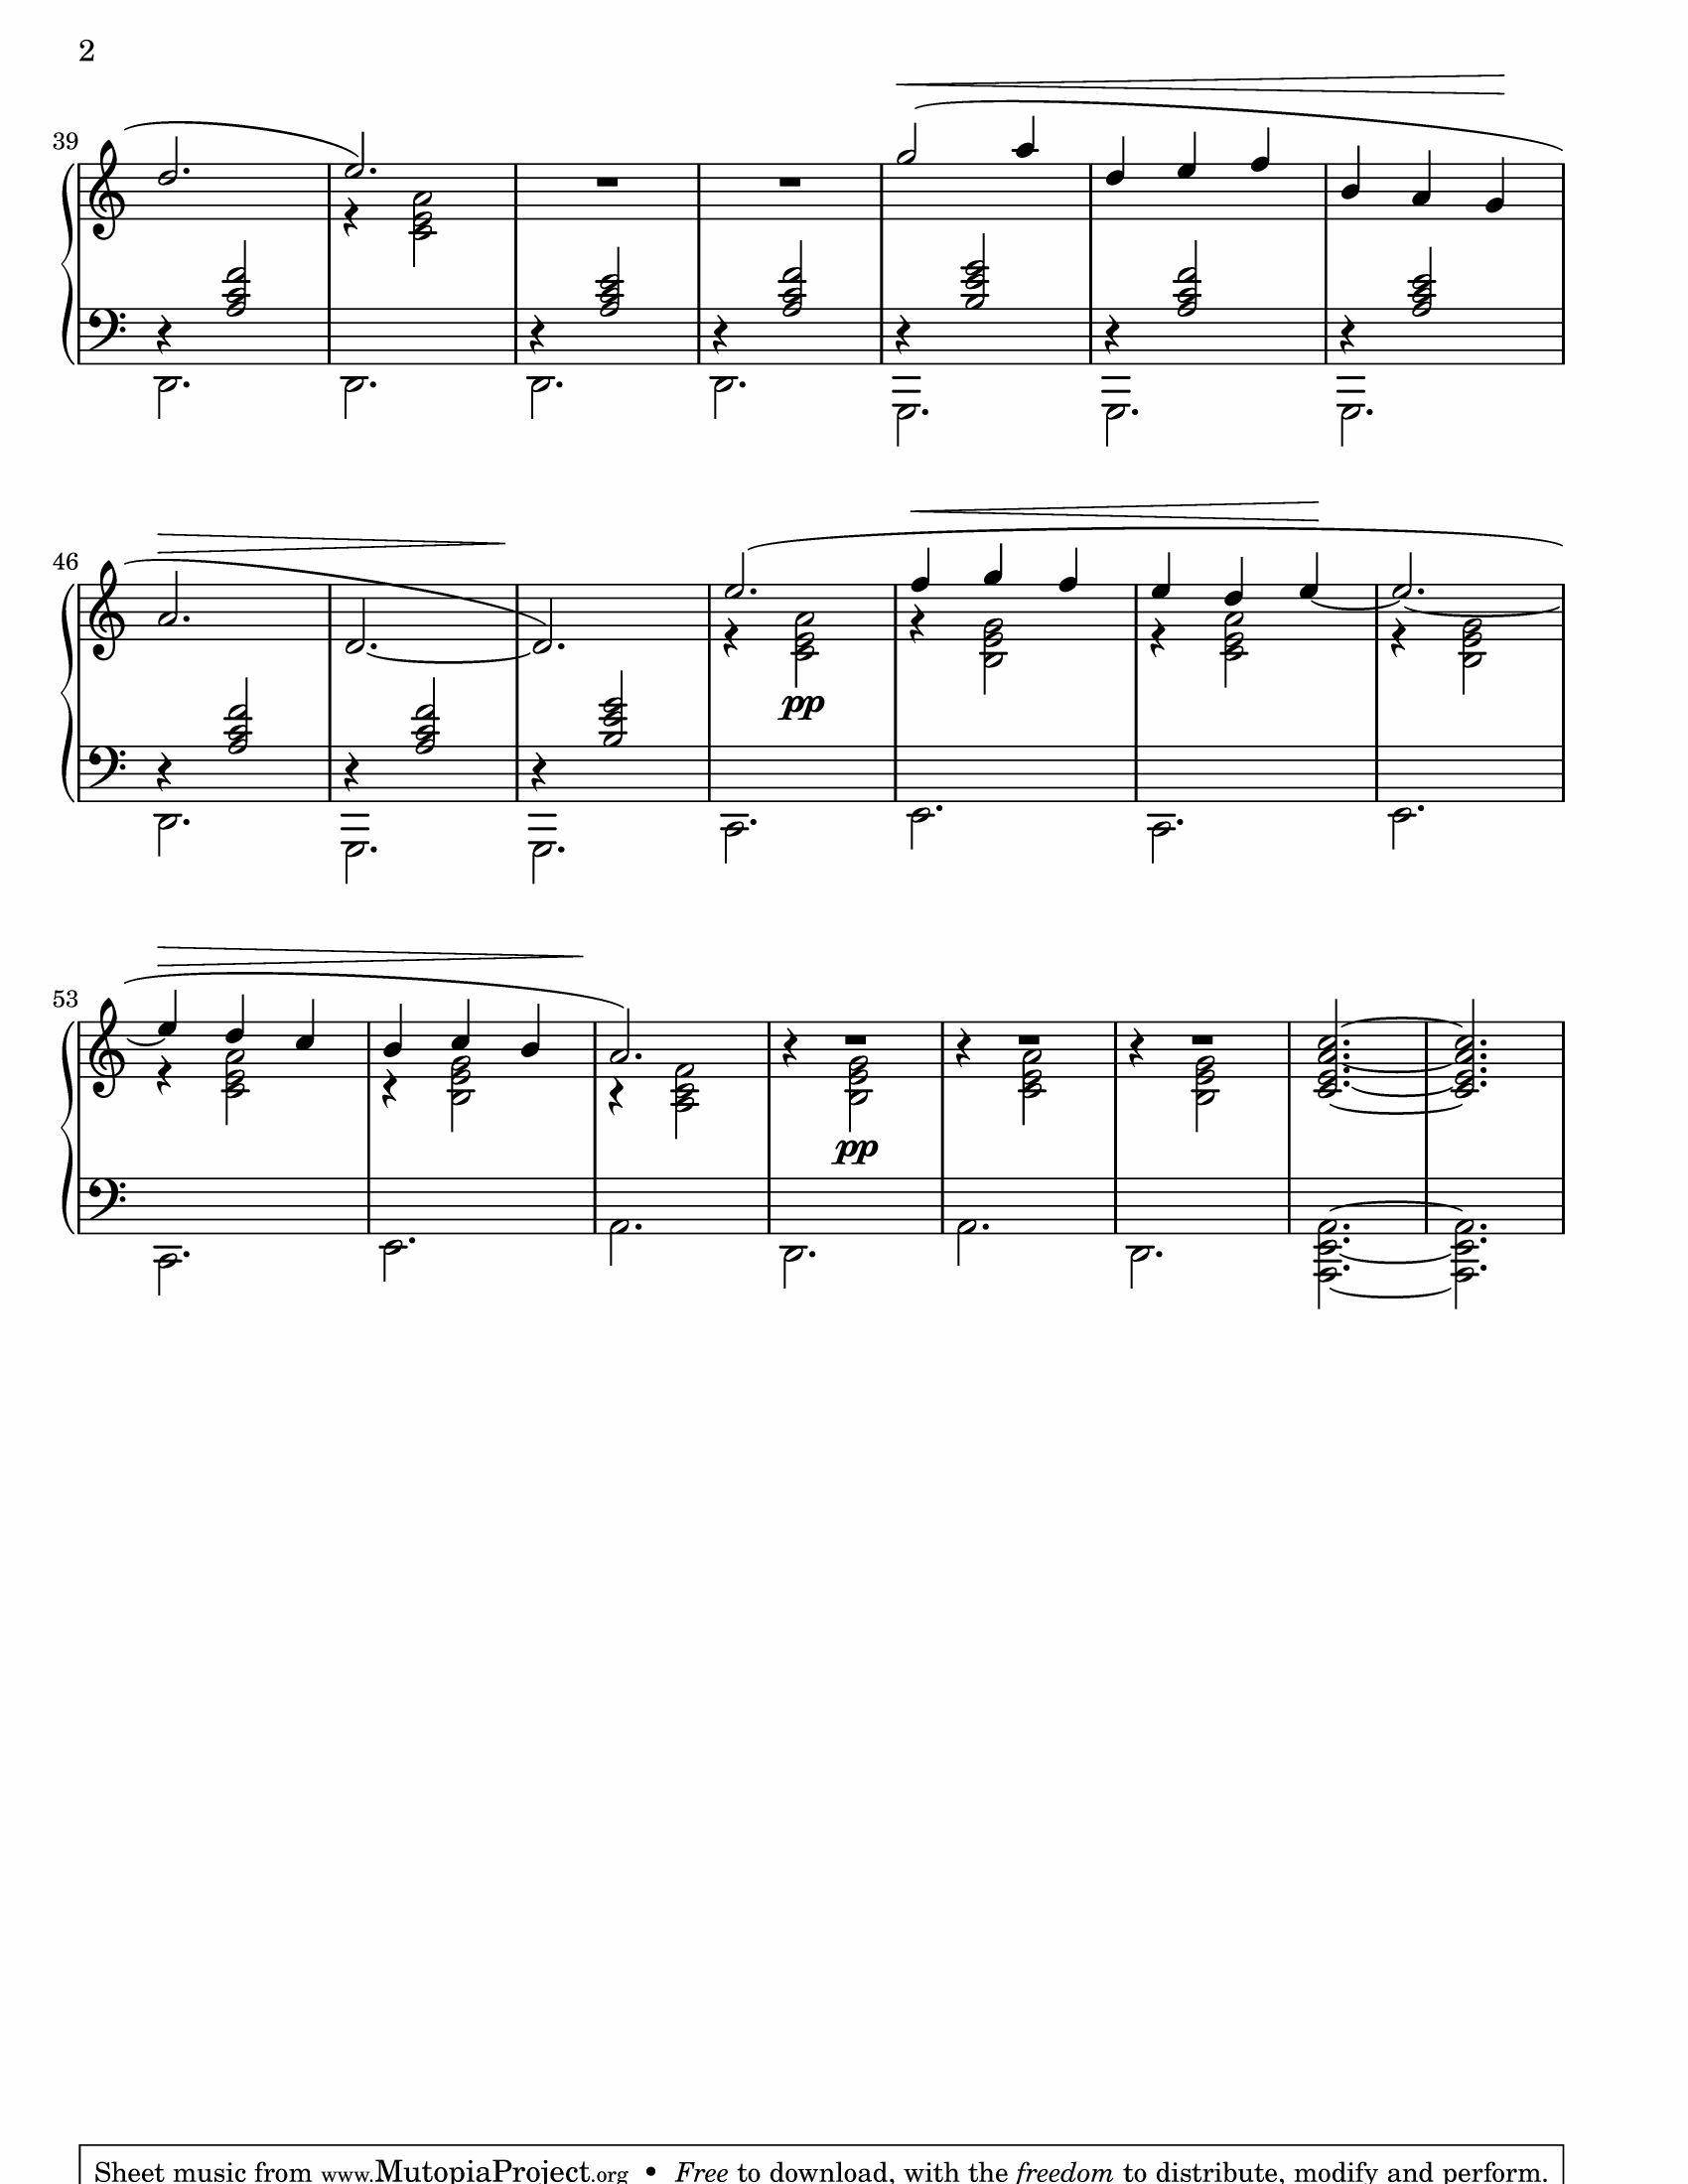 2
39
46
pp
53
pp
Sheet music from www.MutopiaProject.org • Free to download, with the freedom to distribute, modify and perform.